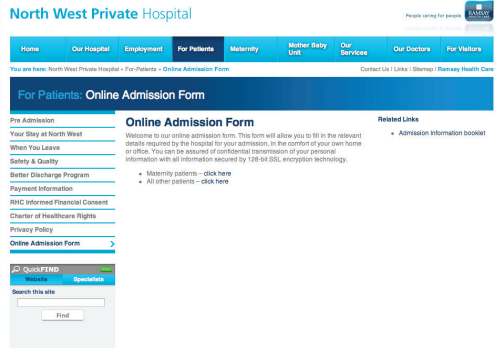 North West Private Hospital
People caring for people
RAMSAY
HEALTH CARE
Home
Our Hospital
Employment
For Patients
Maternity
Mother Baby
Unit
Our
Services
Our Doctors
For Visitors
You are here: North West Private Hospital » For-Patients » Online Admission Form
Contact Us | Links | Sitemap | Ramsay Health Care
For Patients: Online Admission Form
Pre Admission
Your Stay at North West
When You Leave
Safety & Quality
Better Discharge Program
Payment Information
RHC Informed Financial Consent
Charter of Healthcare Rights
Privacy Policy
Online Admission Form
QuickFIND
Website
Specialists
Search this site
Find
Online Admission Form
Welcome to our online admission form. This form will allow you to fill in the relevant
details required by the hospital for your admission, in the comfort of your own home
or office. You can be assured of confidential transmission of your personal
information with all information secured by 128-bit SSL encryption technology.
Maternity patients – click here
All other patients – click here
Related Links
Admission Information booklet